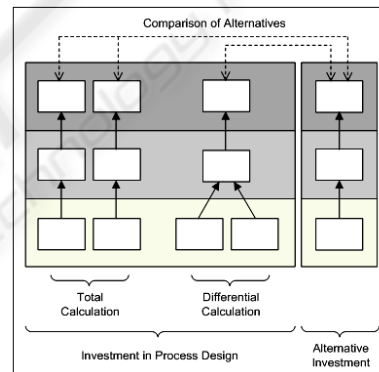 Comparison of Alternatives
Total
Calculation
Differential
Calculation
Investment in Process Design
Alternative
Investment